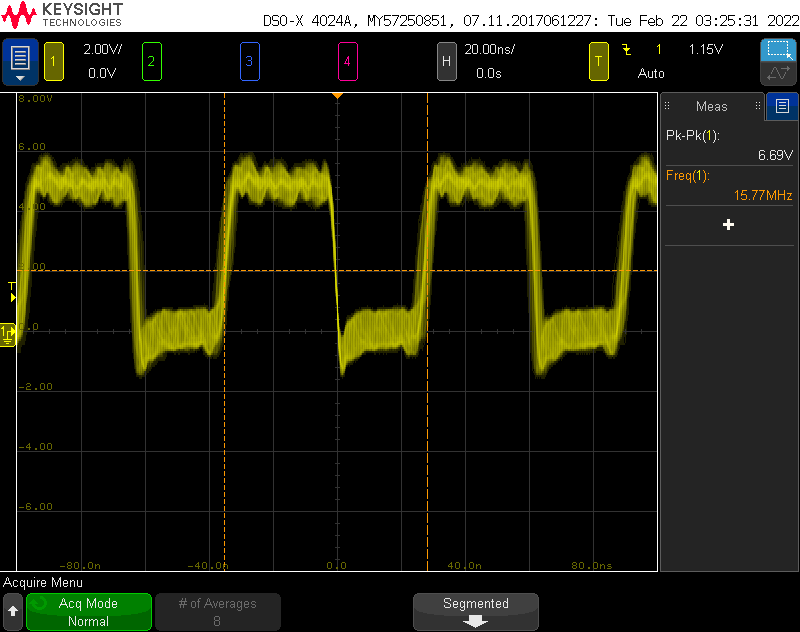 KEYSIGHT
TECHNOLOGIES
DSO-X 4024A, MY57250851, 07.11.2017061227: Tue Feb 22 03:25:31 2022
1 2.00V/ 2 3 4 H 20.00ns/ T 1 1.15V
0.0V 0.0s Auto
8.00V
6.00
4.00
2.00
0.0
-2.00
-4.00
-6.00
T
1
-80.0n -40.0n 0.0 40.0n 80.0ns
Meas
Pk-Pk(1):
6.69V
Freq(1):
15.77MHz
+
Acquire Menu
Acq Mode
Normal
# of Averages
8
Segmented